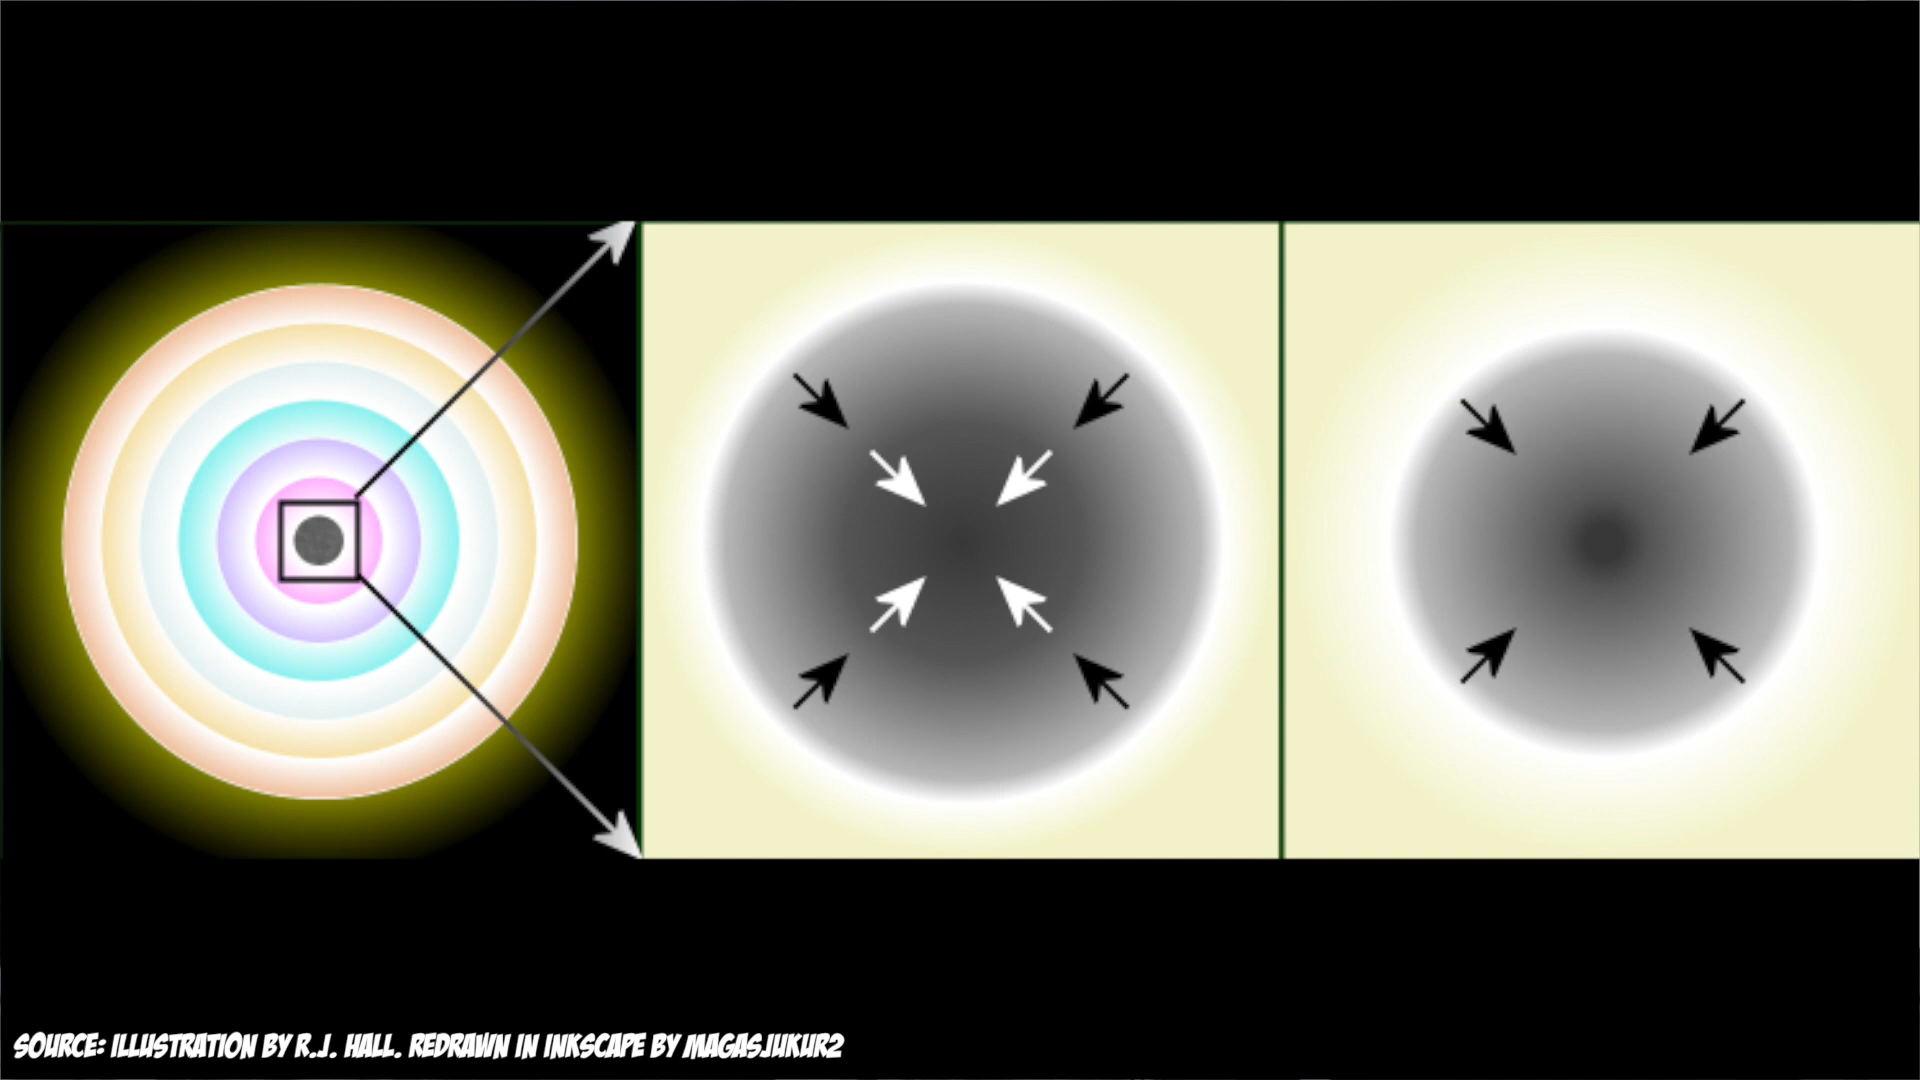 SOURCE: ILLUSTRATION BY R.J. HALL. REDRAWN IN INKSCAPE BY MAGASJUKUR2